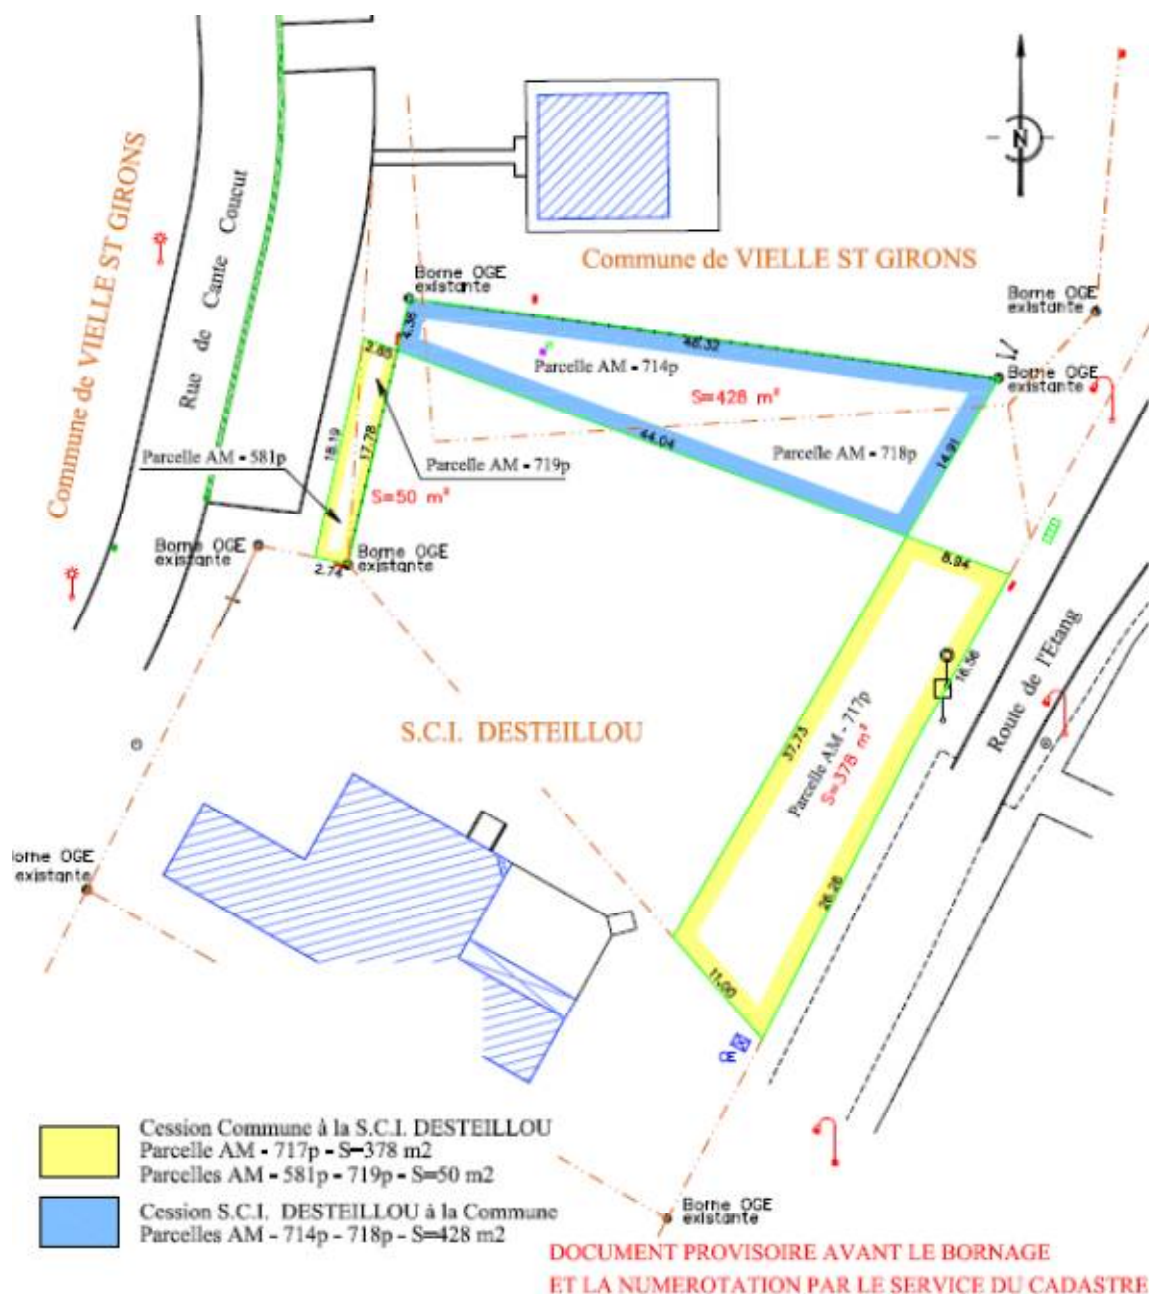 N
Commune de VIELLE ST GIRONS
Rue de Cante Coucut
Commune de VIELLE ST GIRONS
Borne OGE
existante
Borne OGE
existante
Borne OGE
existante
4.36
46.32
2.85
Parcelle AM - 714p
S=428 m²
44.04
Parcelle AM - 718p
14.91
18.19
17.78
Parcelle AM - 581p
Parcelle AM - 719p
S=50 m²
Borne OGE
existante
Borne OGE
existante
2.74
8.94
16.56
Route de l'Etang
37.73
Parcelle AM - 717p
S=378 m²
S.C.I. DESTEILLOU
26.26
11.00
orne OGE
existante
CE
Cession Commune à la S.C.I. DESTEILLOU
Parcelle AM - 717p - S=378 m2
Parcelles AM - 581p - 719p - S=50 m2
Cession S.C.I. DESTEILLOU à la Commune
Parcelles AM - 714p - 718p - S=428 m2
Borne OGE
existante
DOCUMENT PROVISOIRE AVANT LE BORNAGE
ET LA NUMEROTATION PAR LE SERVICE DU CADASTRE